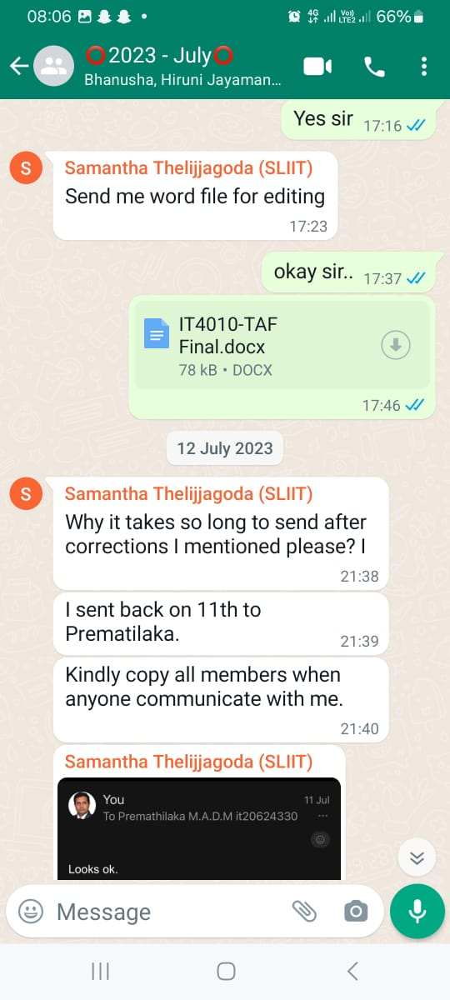 08:06 4G Vo)) LTE2 66%
⭕2023 - July⭕
Bhanusha, Hiruni Jayaman...
Yes sir 17:16
S
Samantha Thelijjagoda (SLIIT)
Send me word file for editing
17:23
okay sir.. 17:37
IT4010-TAF
Final.docx
78 kB • DOCX
17:46
12 July 2023
S
Samantha Thelijjagoda (SLIIT)
Why it takes so long to send after
corrections I mentioned please? I
21:38
I sent back on 11th to
Prematilaka.
21:39
Kindly copy all members when
anyone communicate with me.
21:40
Samantha Thelijjagoda (SLIIT)
You 11 Jul
To Premathilaka M.A.D.M it20624330 ...
Looks ok.
Message